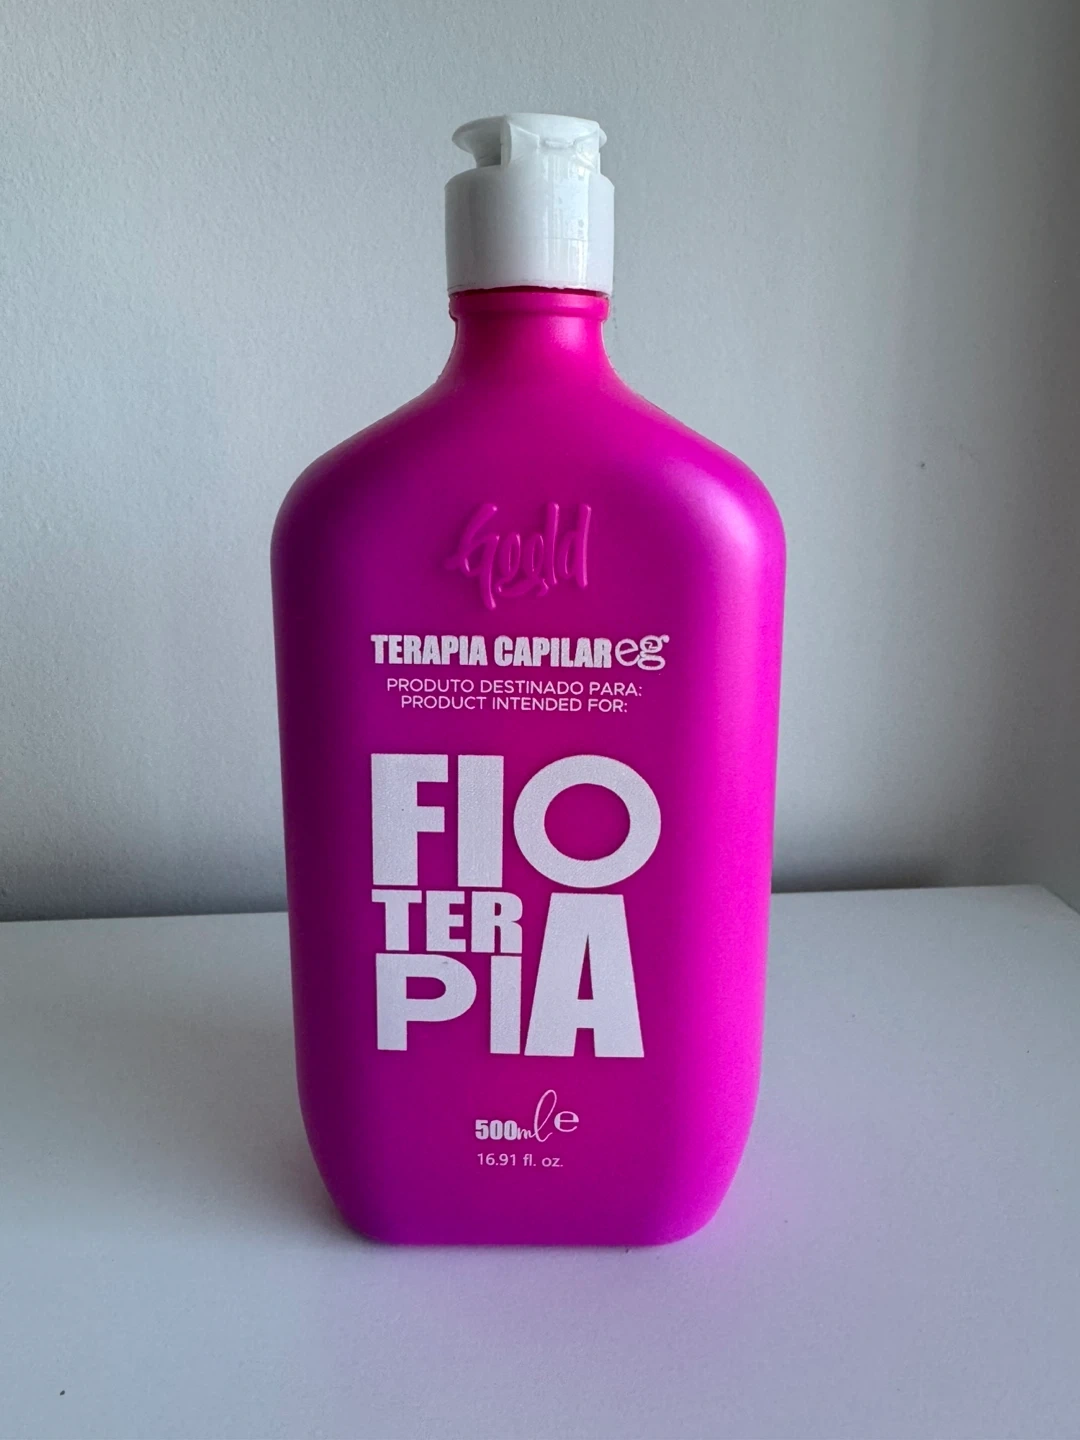 Goold
TERAPIA CAPILAR eg
PRODUTO DESTINADO PARA:
PRODUCT INTENDED FOR:
FIO
TER
PIA
500ml e
16.91 fl. oz.